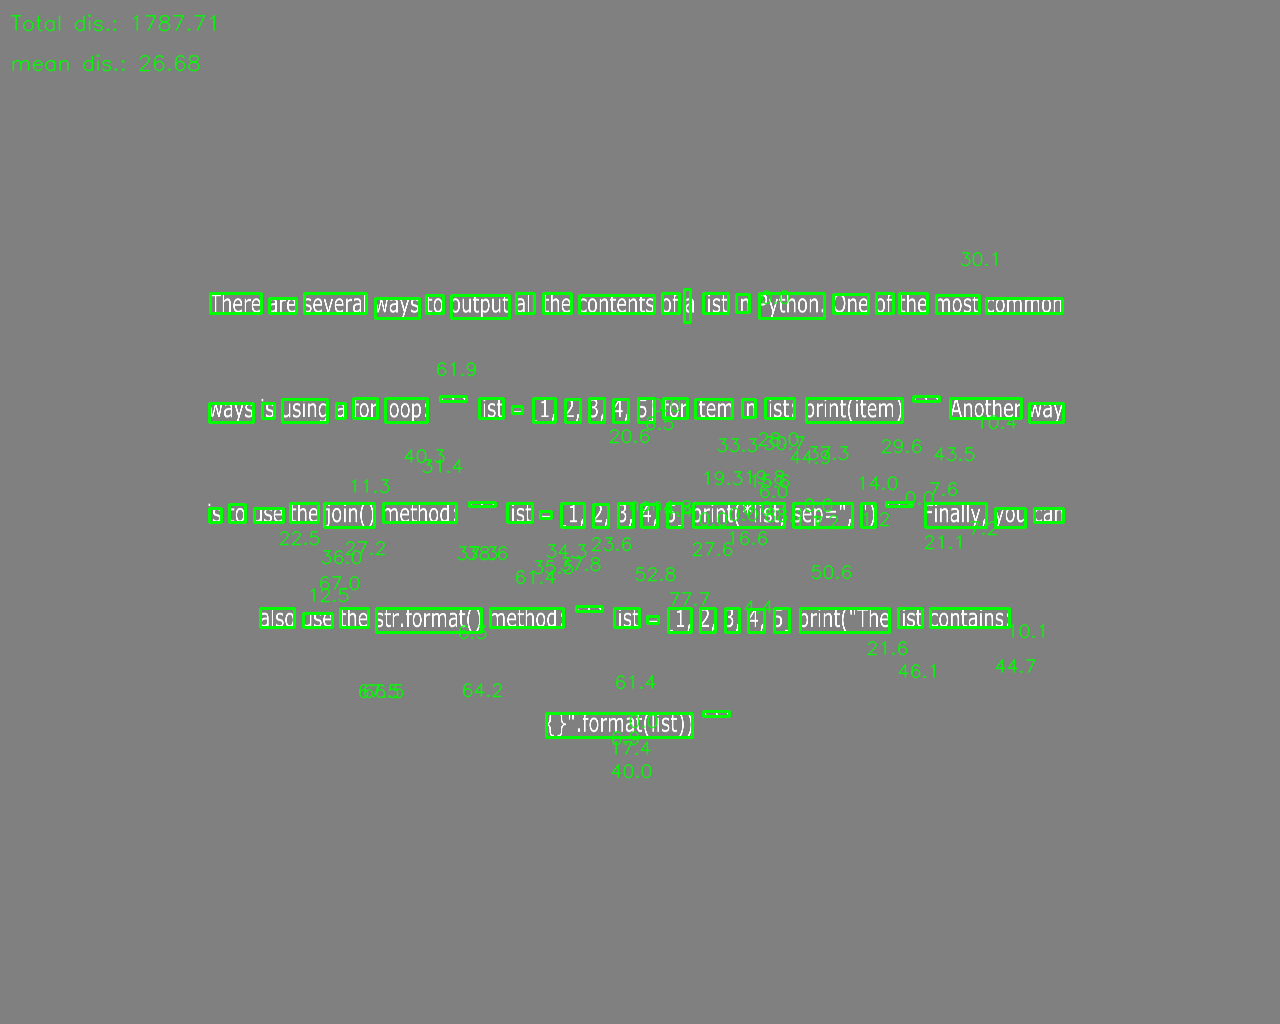 Total dis.: 1787.71
mean dis.: 26.68
30.1
There are several ways to output all the contents of a list in Python. One of the most common
61.9
ways is using a for loop: list = [1, 2, 3, 4, 5] for item in list: print(item) Another way
20.6 10.4
33.3 29.6 43.5
40.3 31.4
19.3
11.3 14.0 7.6
6.0 0.0
is to use the join() method: list = [1, 2, 3, 4, 5] print(*list, sep='', ') Finally, you can
7.2
22.5 23.6 16.6 21.1
36.0 27.2 34.3 27.6
67.0 61.4 37.8 52.8 50.6
12.5 77.7 4.4
also use the str.format() method: list = [1, 2, 3, 4, 5] print("The list contains:
10.1
21.6 46.1 44.7
64.2 61.4
{}".format(list))
17.4
40.0